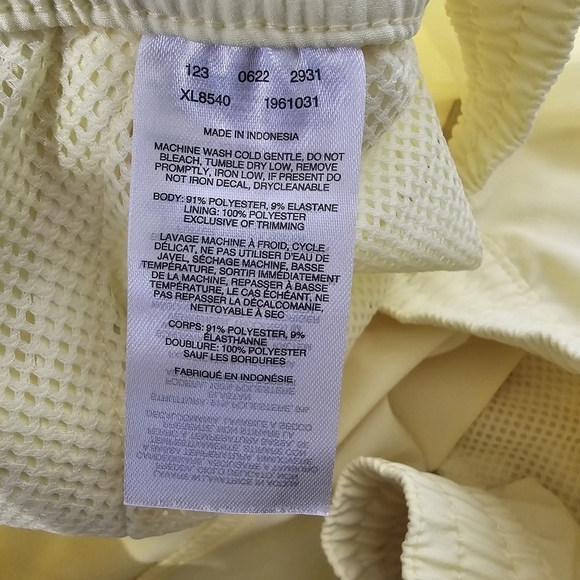 123 0622 2931
XL8540 1961031
MADE IN INDONESIA
MACHINE WASH COLD GENTLE, DO NOT
BLEACH, TUMBLE DRY LOW, REMOVE
PROMPTLY, IRON LOW, IF PRESENT DO
NOT IRON DECAL, DRYCLEANABLE
BODY: 91% POLYESTER, 9% ELASTANE
LINING: 100% POLYESTER
EXCLUSIVE OF TRIMMING
LAVAGE MACHINE À FROID, CYCLE
DÉLICAT, NE PAS UTILISER D'EAU DE
JAVEL, SÉCHAGE MACHINE, BASSE
TEMPÉRATURE, SORTIR IMMÉDIATEMENT
DE LA MACHINE, REPASSER À BASSE
TEMPÉRATURE, LE CAS ÉCHÉANT, NE
PAS REPASSER LA DÉCALCOMANIE,
NETTOYABLE À SEC
CORPS: 91% POLYESTER, 9%
ÉLASTHANNE
DOUBLURE: 100% POLYESTER
SAUF LES BORDURES
FABRIQUÉ EN INDONÉSIE